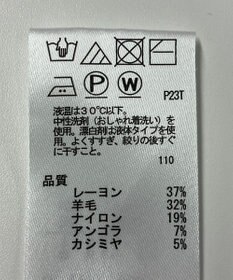 P W P23T
液温は30℃以下。
中性洗剤(おしゃれ着洗い)を
使用。漂白剤は液体タイプを使
用。よくすすぎ、絞りの後すぐ
に干すこと。
110
品質
レーヨン 37%
羊毛 32%
ナイロン 19%
アンゴラ 7%
カシミヤ 5%